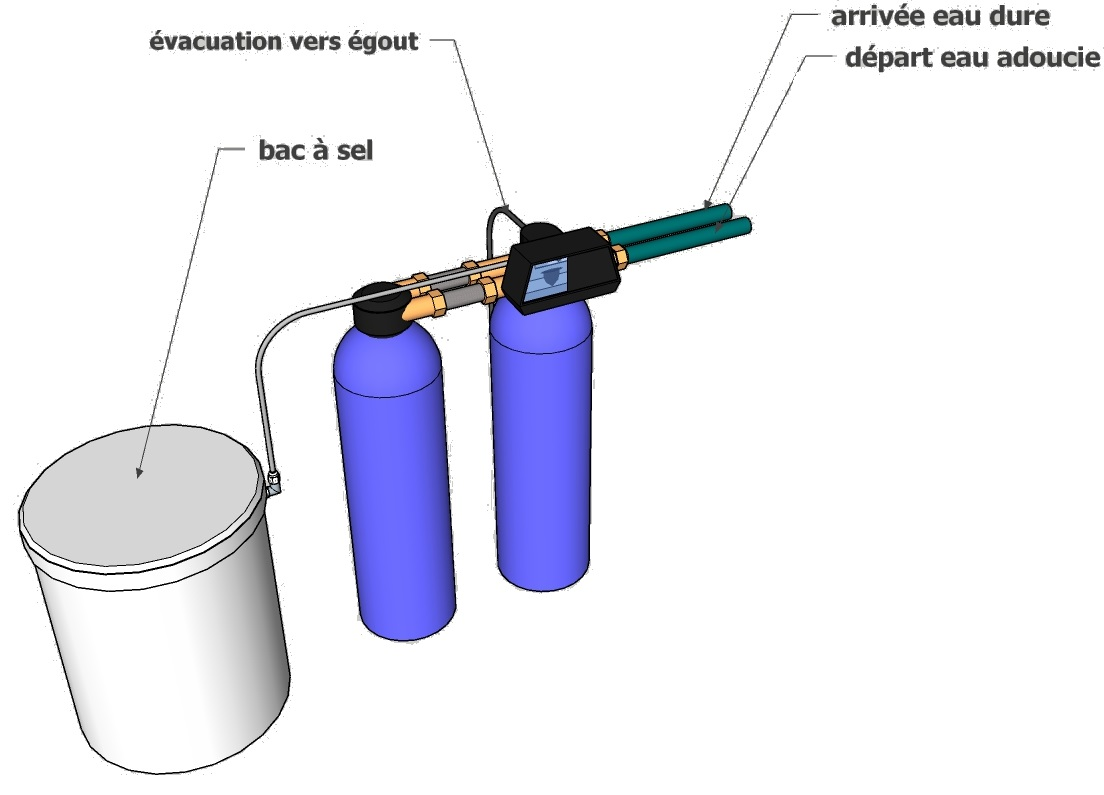 arrivée eau dure
évacuation vers égout
départ eau adoucie
bac à sel